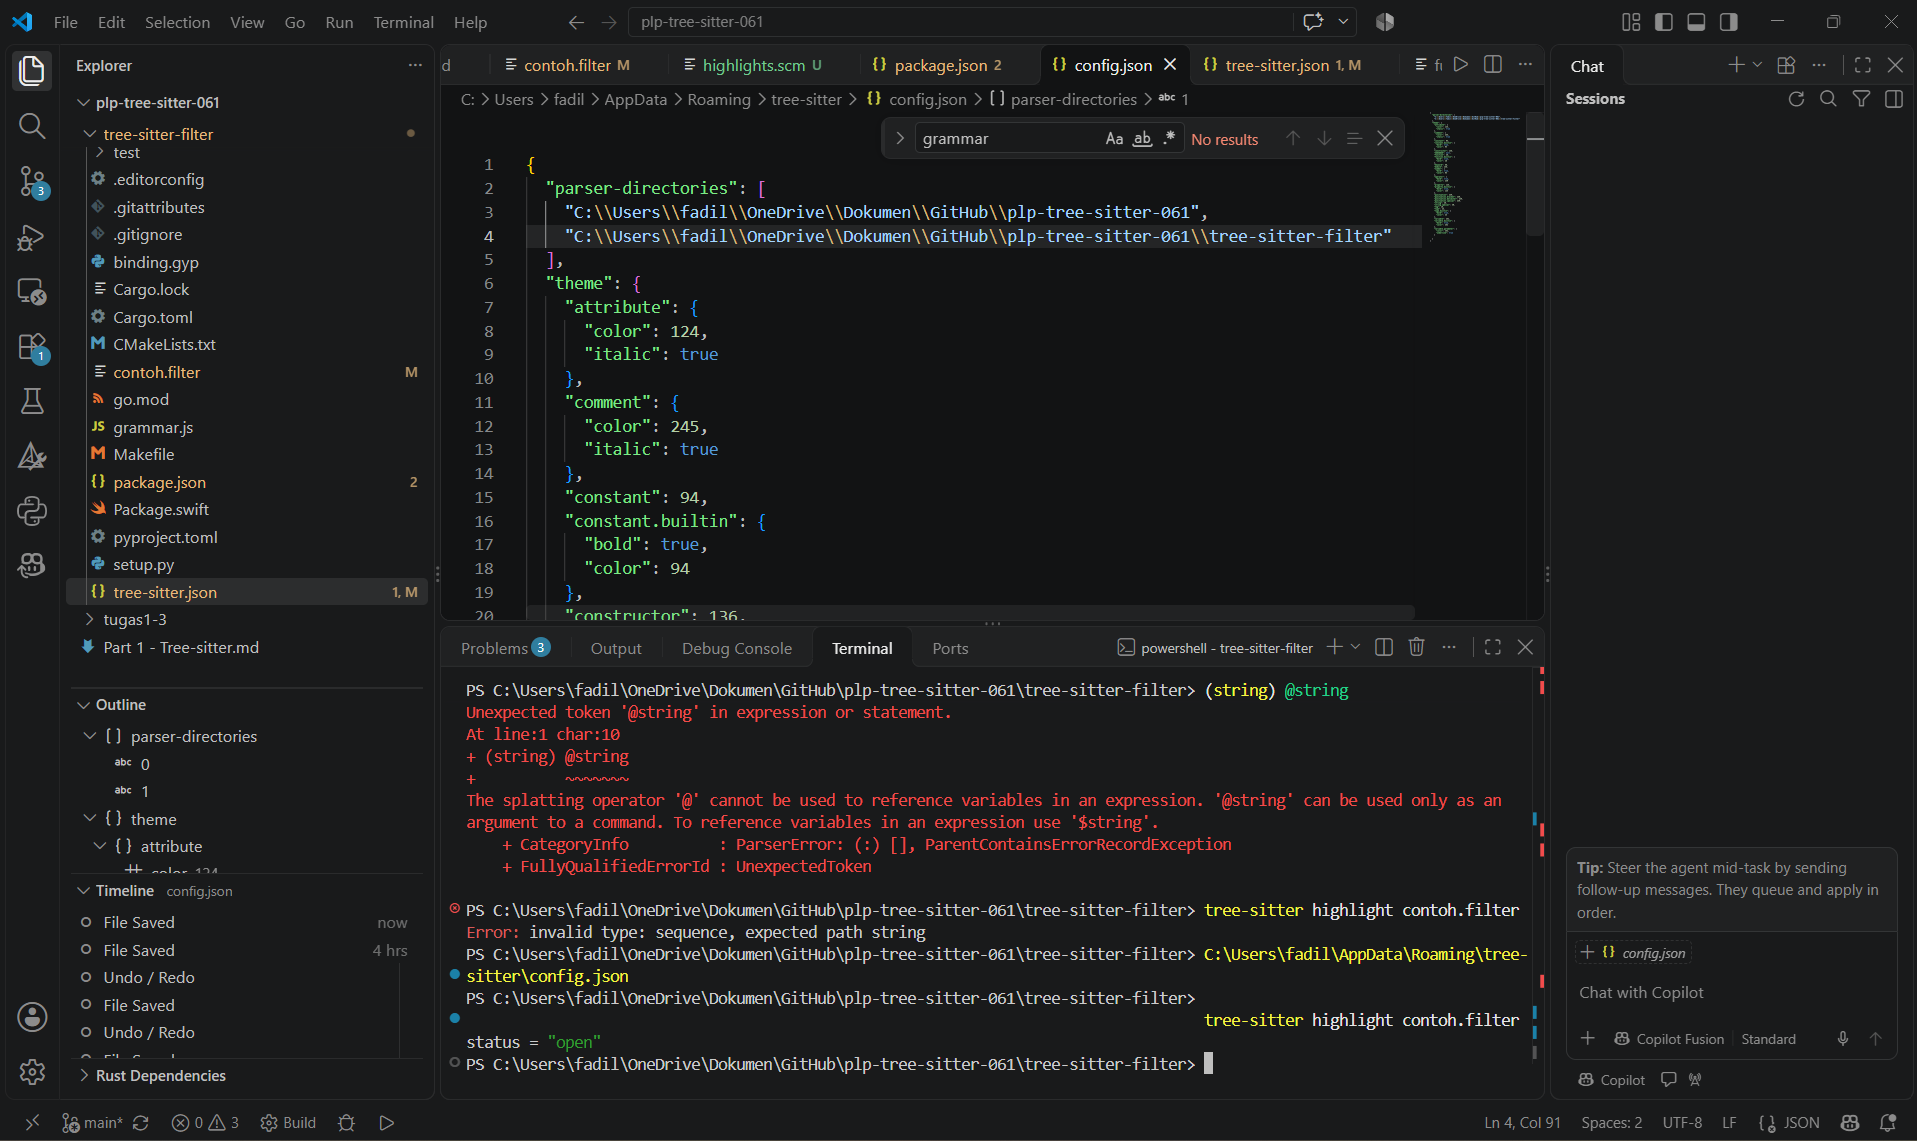 File Edit Selection View Go Run Terminal Help
plp-tree-sitter-061
Explorer
plp-tree-sitter-061
tree-sitter-filter
test
.editorconfig
.gitattributes
.gitignore
binding.gyp
Cargo.lock
Cargo.toml
CMakeLists.txt
contoh.filter M
go.mod
JS grammar.js
Makefile
package.json 2
Package.swift
pyproject.toml
setup.py
tree-sitter.json 1, M
tugas1-3
Part 1 - Tree-sitter.md
3
1
Outline
[ ] parser-directories
abc 0
abc 1
{ } theme
{ } attribute
color 124
Timeline config.json
File Saved now
File Saved 4 hrs
Undo / Redo
File Saved
Undo / Redo
File Saved
Rust Dependencies
d contoh.filter M highlights.scm U {} package.json 2 {} config.json {} tree-sitter.json 1, M
C: > Users > fadil > AppData > Roaming > tree-sitter > {} config.json > [ ] parser-directories > abc 1
grammar Aa ab .* No results
1 {
2 "parser-directories": [
3 "C:\\Users\\fadil\\OneDrive\\Dokumen\\GitHub\\plp-tree-sitter-061",
4 "C:\\Users\\fadil\\OneDrive\\Dokumen\\GitHub\\plp-tree-sitter-061\\tree-sitter-filter"
5 ],
6 "theme": {
7 "attribute": {
8 "color": 124,
9 "italic": true
10 },
11 "comment": {
12 "color": 245,
13 "italic": true
14 },
15 "constant": 94,
16 "constant.builtin": {
17 "bold": true,
18 "color": 94
19 },
20 "constructor": 136,
Problems 3 Output Debug Console Terminal Ports powershell - tree-sitter-filter
PS C:\Users\fadil\OneDrive\Dokumen\GitHub\plp-tree-sitter-061\tree-sitter-filter> (string) @string
Unexpected token '@string' in expression or statement.
At line:1 char:10
+ (string) @string
+ ~~~~~~~
The splatting operator '@' cannot be used to reference variables in an expression. '@string' can be used only as an
argument to a command. To reference variables in an expression use '$string'.
+ CategoryInfo : ParserError: (:) [], ParentContainsErrorRecordException
+ FullyQualifiedErrorId : UnexpectedToken
PS C:\Users\fadil\OneDrive\Dokumen\GitHub\plp-tree-sitter-061\tree-sitter-filter> tree-sitter highlight contoh.filter
Error: invalid type: sequence, expected path string
PS C:\Users\fadil\OneDrive\Dokumen\GitHub\plp-tree-sitter-061\tree-sitter-filter> C:\Users\fadil\AppData\Roaming\tree-
sitter\config.json
PS C:\Users\fadil\OneDrive\Dokumen\GitHub\plp-tree-sitter-061\tree-sitter-filter>
tree-sitter highlight contoh.filter
status = "open"
PS C:\Users\fadil\OneDrive\Dokumen\GitHub\plp-tree-sitter-061\tree-sitter-filter>
Chat
Sessions
Tip: Steer the agent mid-task by sending
follow-up messages. They queue and apply in
order.
{} config.json
Chat with Copilot
Copilot Fusion Standard
Copilot
main* 0 3 Build Ln 4, Col 91 Spaces: 2 UTF-8 LF {} JSON